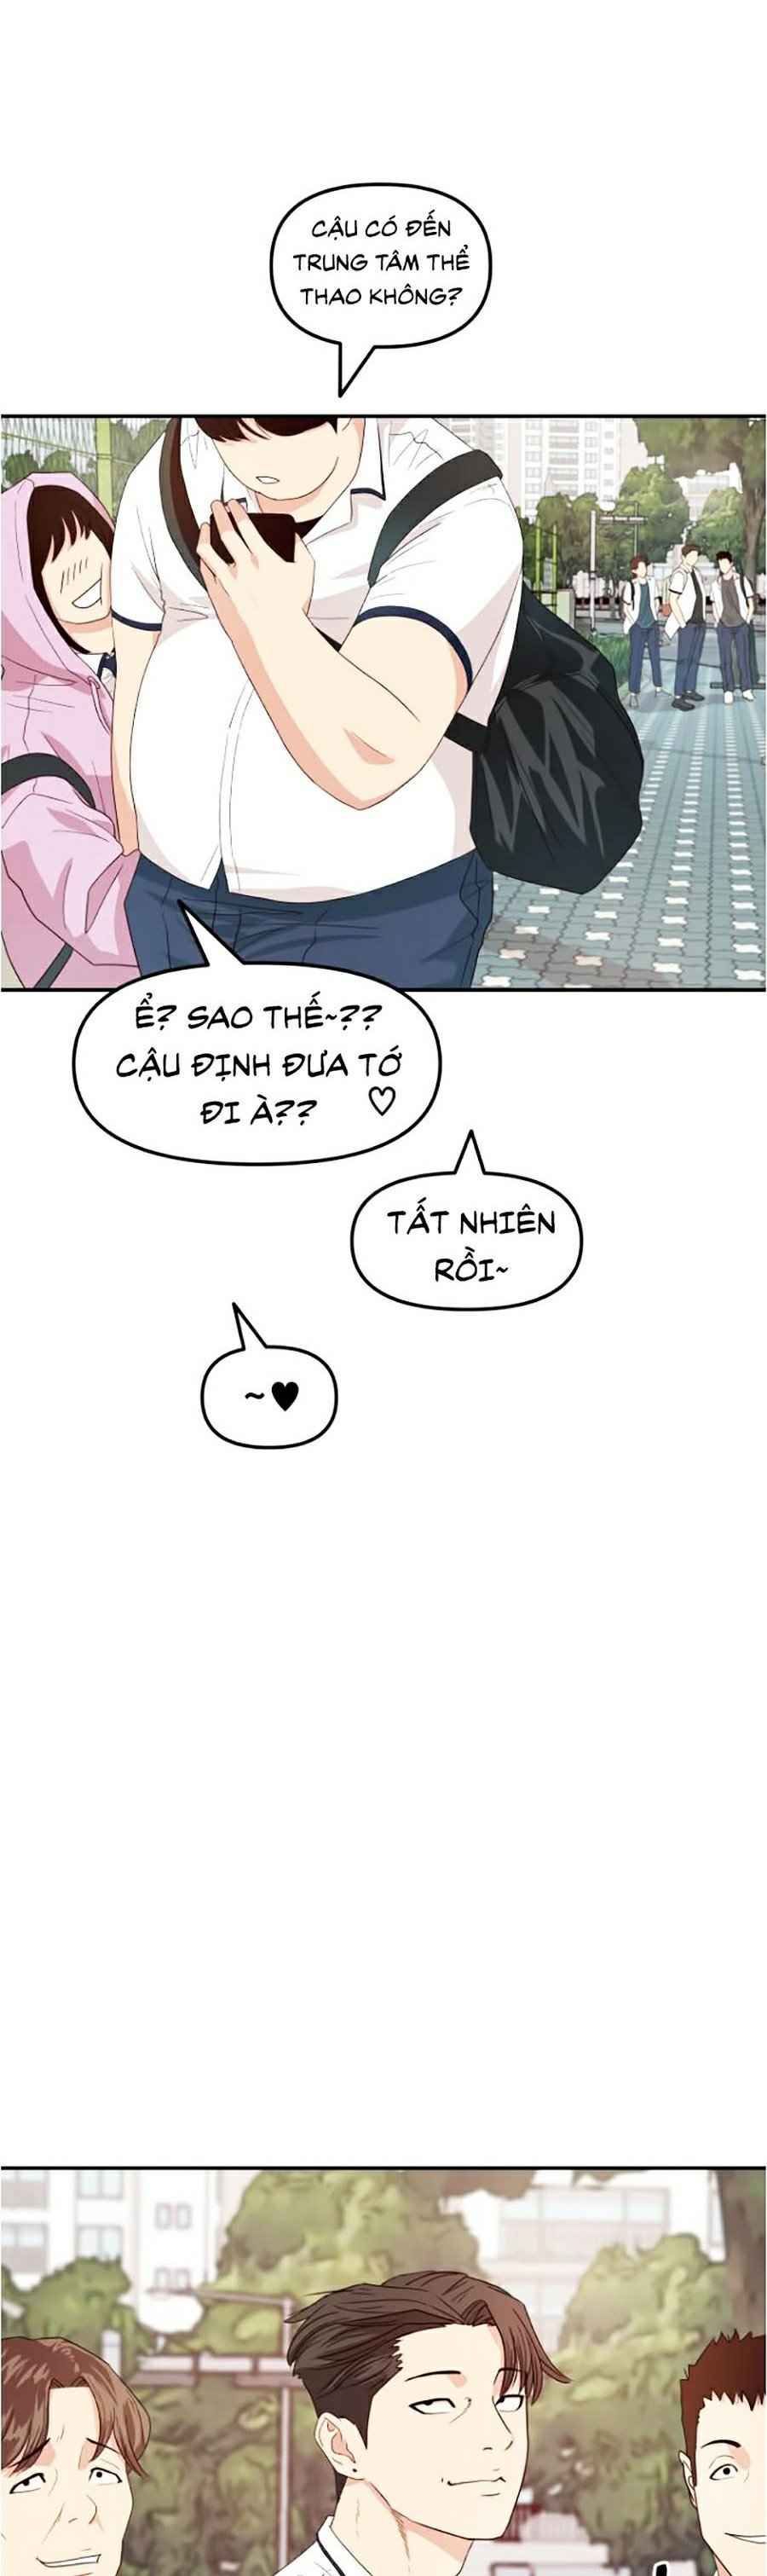 CẬU CÓ ĐẾN
TRUNG TÂM THỂ
THAO KHÔNG?
Ể? SAO THẾ~??
CẬU ĐỊNH ĐƯA TỚ
ĐI À?? ♡
TẤT NHIÊN
RỒI~
~♥